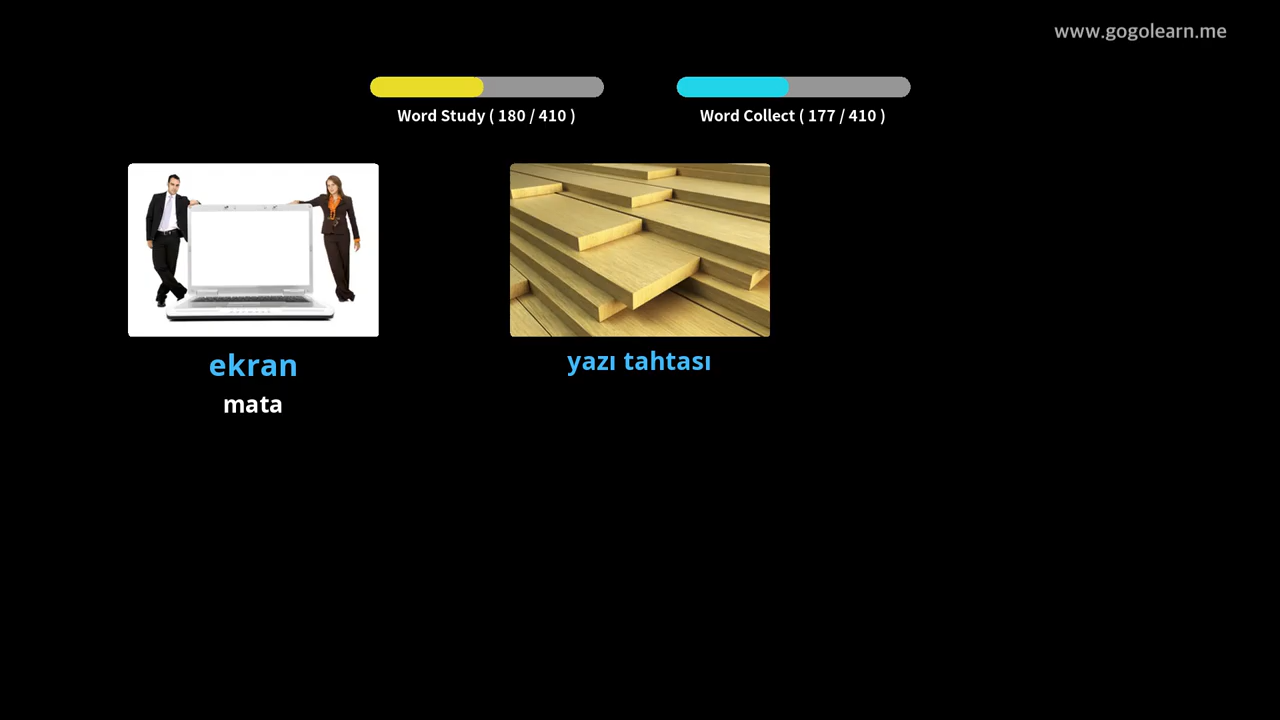 www.gogolearn.me
Word Study ( 180 / 410 )
Word Collect ( 177 / 410 )
ekran
mata
yazı tahtası